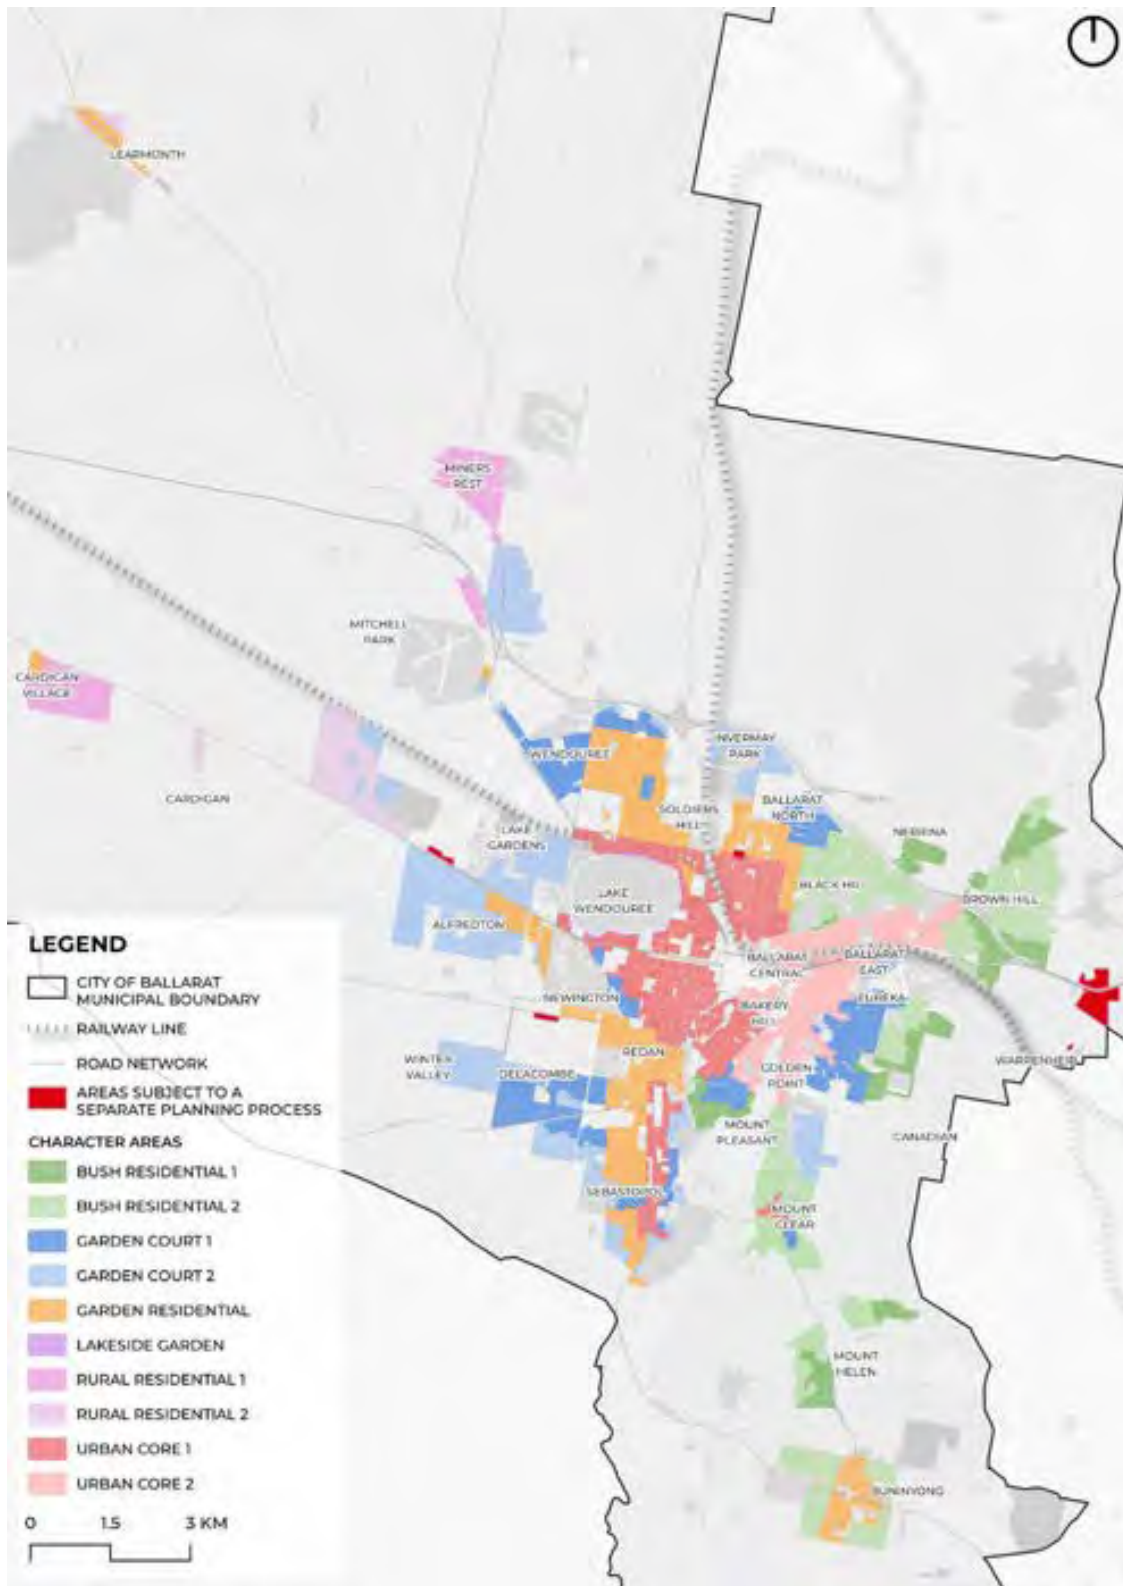 LEARMONTH
MINERS
REST
MITCHELL
PARK
CARDIGAN
VILLAGE
CARDIGAN
WENDOUREE
INVERMAY
PARK
SOLDIERS
HILL
BALLARAT
NORTH
LAKE
GARDENS
NERRINA
BLACK HILL
LAKE
WENDOUREE
BROWN HILL
ALFREDTON
BALLARAT
CENTRAL
BALLARAT
EAST
NEWINGTON
BAKERY
HILL
EUREKA
REDAN
WINTER
VALLEY
DELACOMBE
GOLDEN
POINT
WARRENHEIP
MOUNT
PLEASANT
CANADIAN
SEBASTOPOL
MOUNT
CLEAR
MOUNT
HELEN
BUNINYONG
LEGEND
CITY OF BALLARAT
MUNICIPAL BOUNDARY
RAILWAY LINE
ROAD NETWORK
AREAS SUBJECT TO A
SEPARATE PLANNING PROCESS
CHARACTER AREAS
BUSH RESIDENTIAL 1
BUSH RESIDENTIAL 2
GARDEN COURT 1
GARDEN COURT 2
GARDEN RESIDENTIAL
LAKESIDE GARDEN
RURAL RESIDENTIAL 1
RURAL RESIDENTIAL 2
URBAN CORE 1
URBAN CORE 2
0 1.5 3 KM